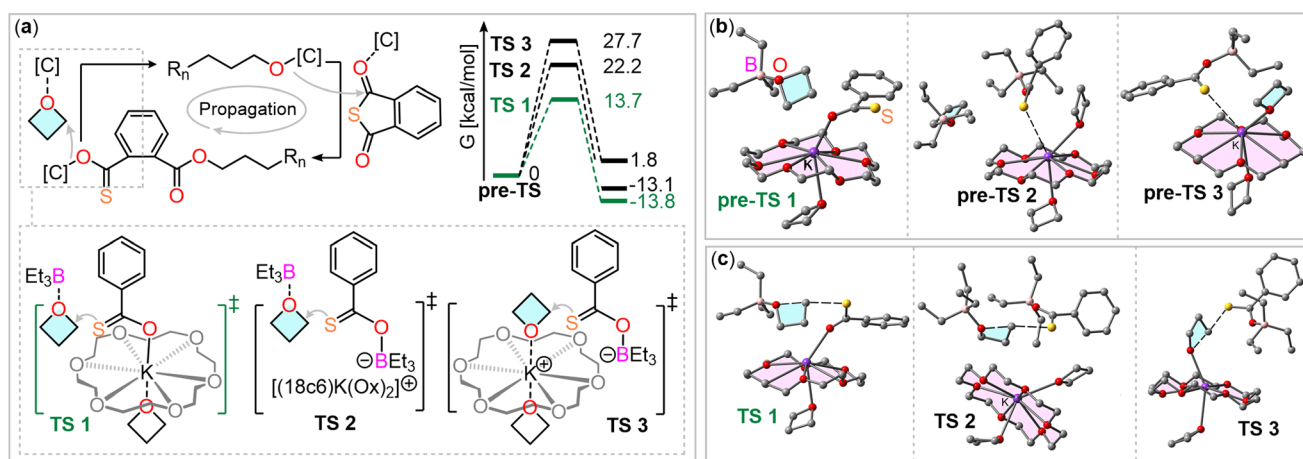 (a)
[C]
O
[C]
O
S
O
O
R
n
R
n
O
[C]
Propagation
[C]
O
S
O
O
G [kcal/mol]
TS 3
TS 2
TS 1
27.7
22.2
13.7
0
pre-TS
1.8
-13.1
-13.8
Et3B
O
S
O
K
O
O
O
O
O
O
O
‡
TS 1
Et3B
O
S
O
⊖BEt3
[(18c6)K(Ox)2]⊕
‡
TS 2
O
S
O
⊖BEt3
K⊕
O
O
O
O
O
O
O
‡
TS 3
(b)
B
O
S
K
pre-TS 1
K
pre-TS 2
K
pre-TS 3
(c)
TS 1
K
TS 2
TS 3